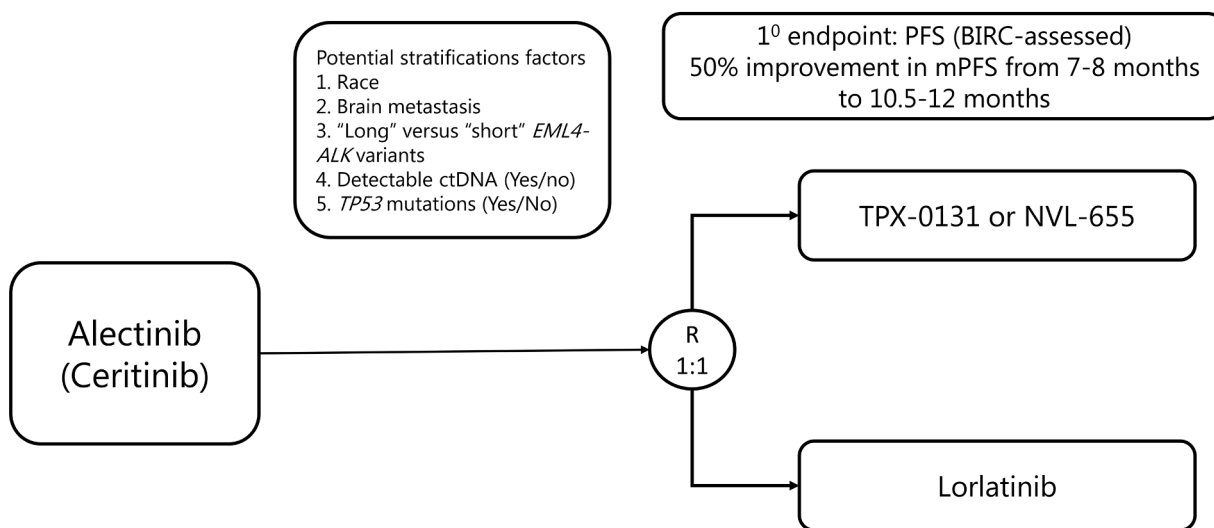 Potential stratifications factors
1. Race
2. Brain metastasis
3. “Long” versus “short” EML4-
ALK variants
4. Detectable ctDNA (Yes/no)
5. TP53 mutations (Yes/No)
1⁰ endpoint: PFS (BIRC-assessed)
50% improvement in mPFS from 7-8 months
to 10.5-12 months
Alectinib
(Ceritinib)
R
1:1
TPX-0131 or NVL-655
Lorlatinib